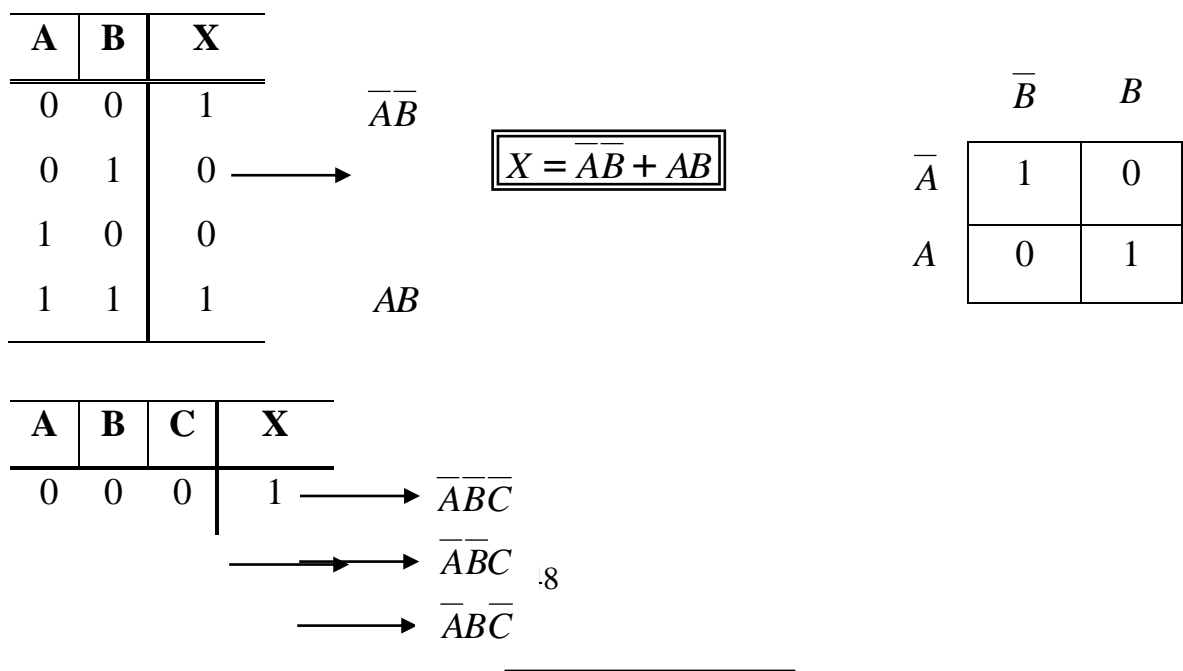 A B X
0 0 1 A̅B̅
0 1 0
1 0 0
1 1 1 AB
X = A̅B̅ + AB
B̅ B
A̅ 1 0
A 0 1
A B C X
0 0 0 1 A̅B̅C̅
A̅B̅C
8
A̅BC̅